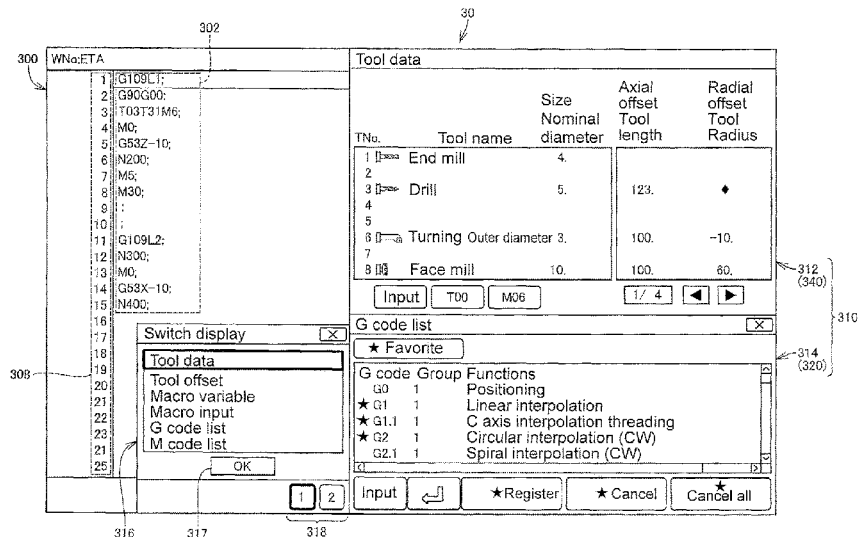 30
302
300
WNo;ETA
1 G109L1;
2 G90G00;
3 T03T31M6;
4 M0;
5 G53Z-10;
6 N200;
7 M5;
8 M30;
9 ;
10 ;
11 G109L2;
12 N300;
13 M0;
14 G53X-10;
15 N400;
16
17
18
19
20
21
22
23
21
25
308
Tool data
TNo. Tool name Size Nominal diameter Axial offset Tool length Radial offset Tool Radius
1 End mill 4.
2
3 Drill 5. 123. ♦
4
5
6 Turning Outer diameter 3. 100. -10.
7
8 Face mill 10. 100. 60.
Input T00 M06 1/ 4 ◀ ▶
312
(340)
310
G code list X
★ Favorite
314
(320)
G code Group Functions
G0 1 Positioning
★ G1 1 Linear interpolation
★ G1.1 1 C axis interpolation threading
★ G2 1 Circular interpolation (CW)
G2.1 1 Spiral interpolation (CW)
Input ★Register ★Cancel ★Cancel all
Switch display X
Tool data
Tool offset
Macro variable
Macro input
G code list
M code list
OK
1 2
316 317 318